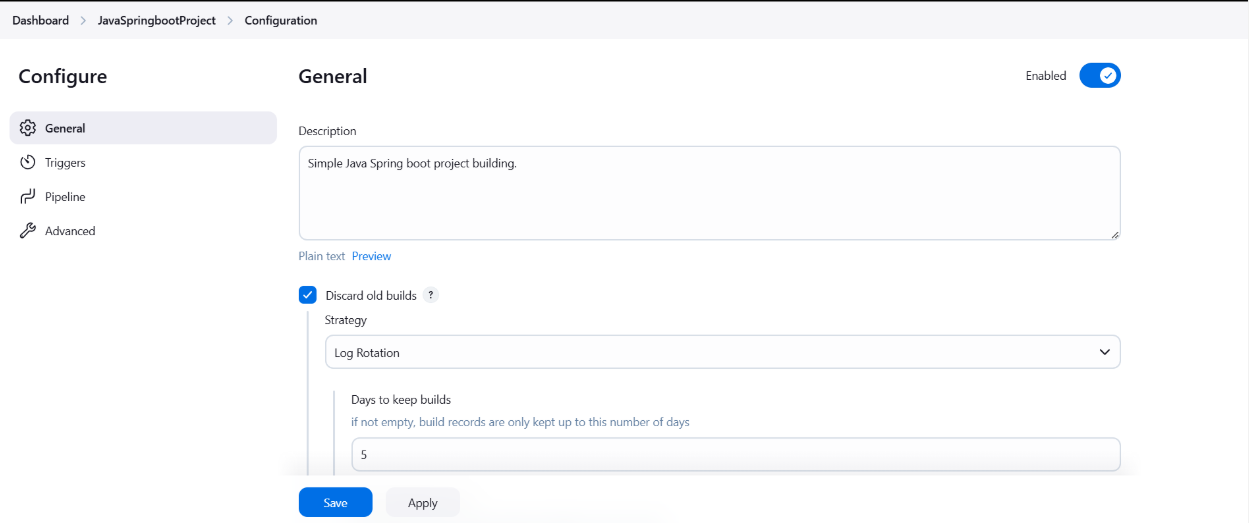 Dashboard > JavaSpringbootProject > Configuration
Configure
General
Triggers
Pipeline
Advanced
General
Enabled
Description
Simple Java Spring boot project building.
Plain text Preview
Discard old builds ?
Strategy
Log Rotation
Days to keep builds
if not empty, build records are only kept up to this number of days
5
Save Apply